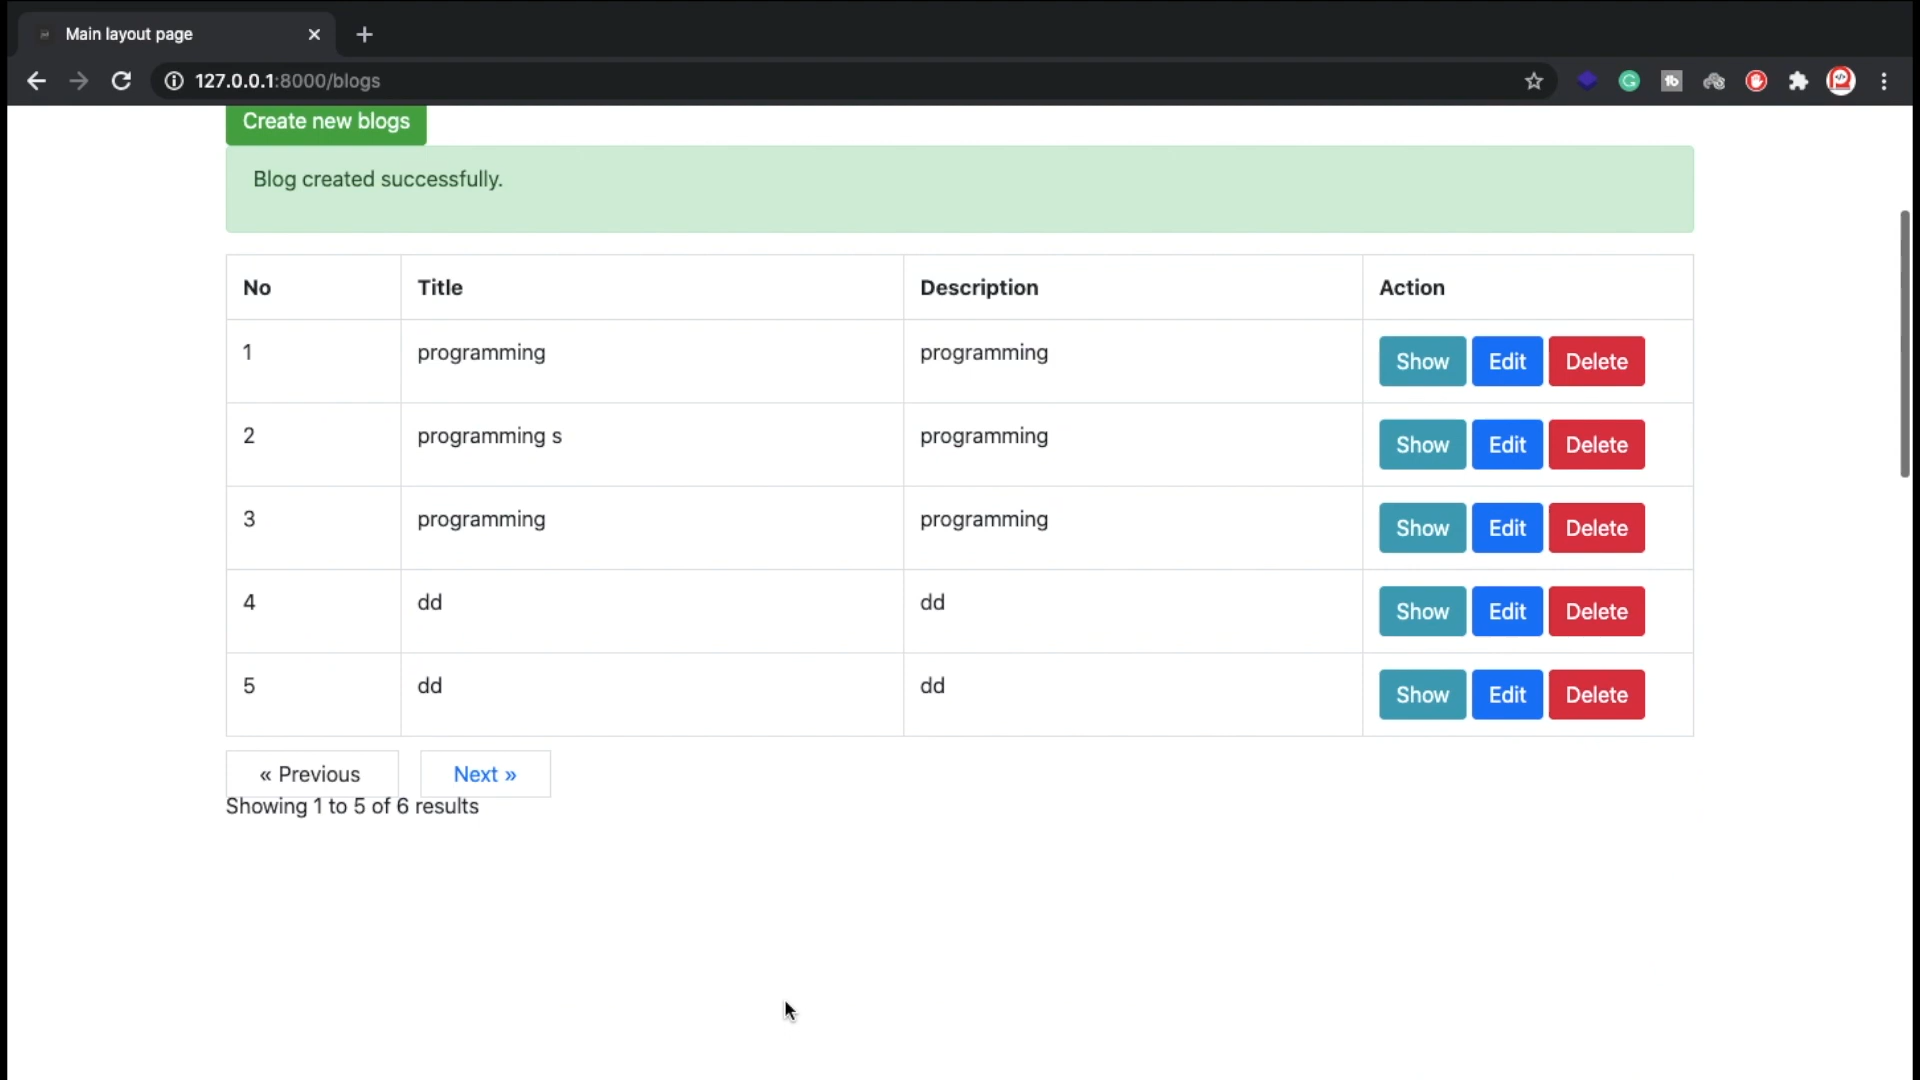 Main layout page
127.0.0.1:8000/blogs
Create new blogs
Blog created successfully.
No Title Description Action
1 programming programming Show Edit Delete
2 programming s programming Show Edit Delete
3 programming programming Show Edit Delete
4 dd dd Show Edit Delete
5 dd dd Show Edit Delete
« Previous Next »
Showing 1 to 5 of 6 results